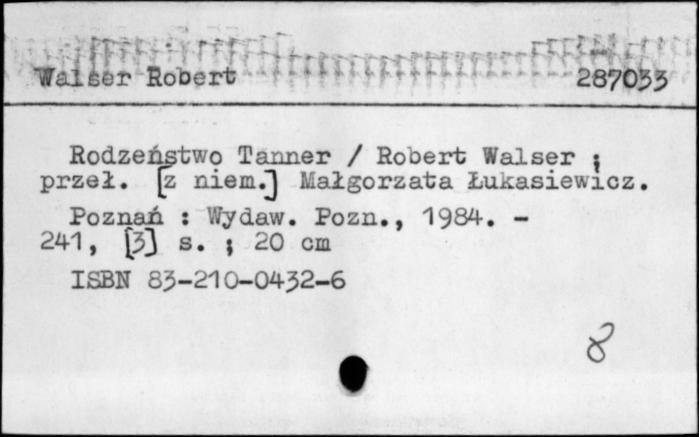 Walser Robert 287033
Rodzeństwo Tanner / Robert Walser ;
przeł. [z niem.] Małgorzata Łukasiewicz.
Poznań : Wydaw. Pozn., 1984. -
241, [3] s. ; 20 cm
ISBN 83-210-0432-6
8